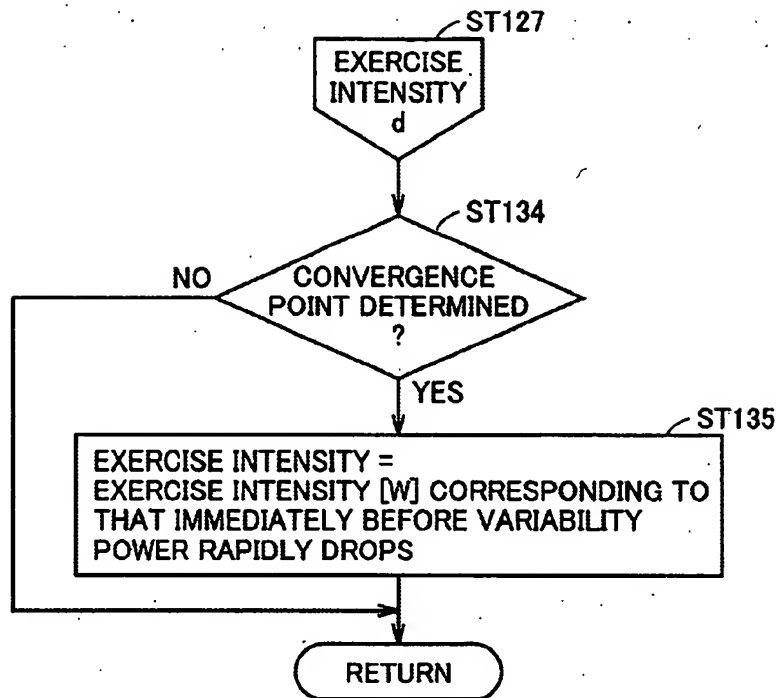 ST127
EXERCISE
INTENSITY
d
ST134
NO
CONVERGENCE
POINT DETERMINED
?
YES
ST135
EXERCISE INTENSITY =
EXERCISE INTENSITY [W] CORRESPONDING TO
THAT IMMEDIATELY BEFORE VARIABILITY
POWER RAPIDLY DROPS
RETURN